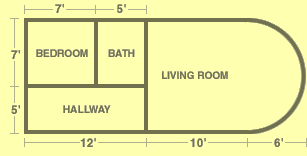 7' 5'
7' BEDROOM BATH LIVING ROOM
5' HALLWAY
12' 10' 6'